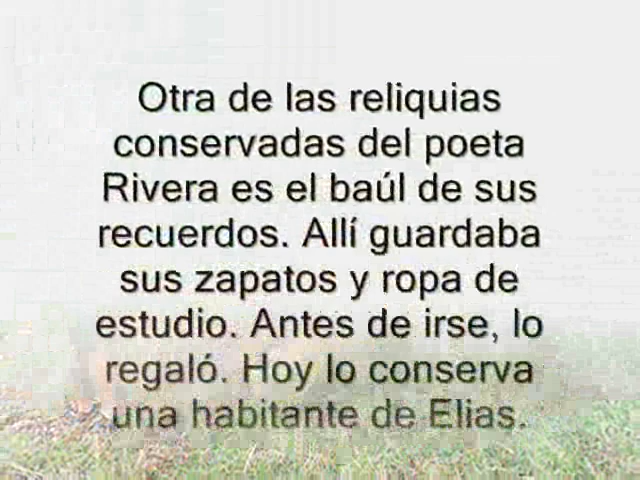 Otra de las reliquias
conservadas del poeta
Rivera es el baúl de sus
recuerdos. Allí guardaba
sus zapatos y ropa de
estudio. Antes de irse, lo
regaló. Hoy lo conserva
una habitante de Elias.